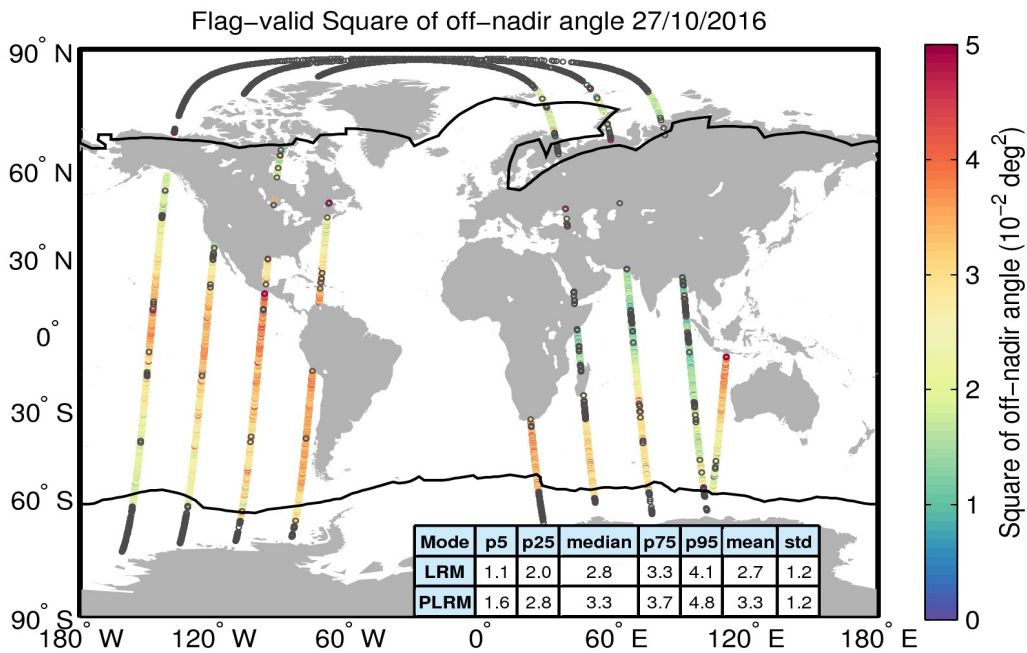 Flag−valid Square of off−nadir angle 27/10/2016
90° N
60° N
30° N
0°
30° S
60° S
90° S
180° W
120° W
60° W
0°
60° E
120° E
180° E
Mode p5 p25 median p75 p95 mean std
LRM 1.1 2.0 2.8 3.3 4.1 2.7 1.2
PLRM 1.6 2.8 3.3 3.7 4.8 3.3 1.2
5
4
3
2
1
0
Square of off−nadir angle (10⁻² deg²)